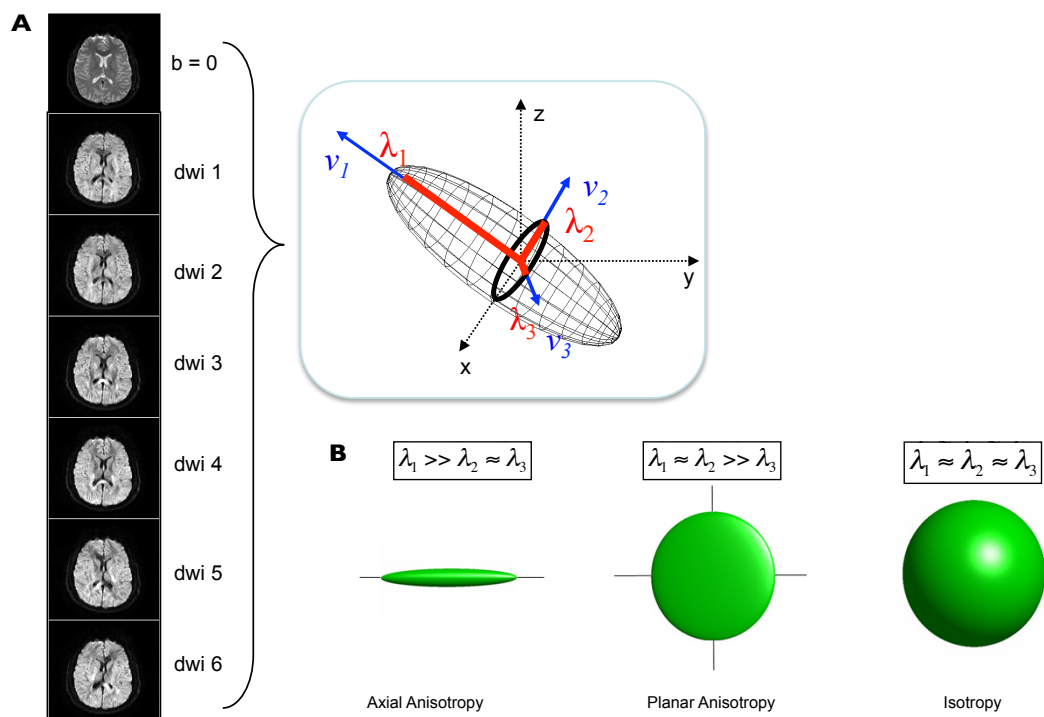 A
b = 0
dwi 1
dwi 2
dwi 3
dwi 4
dwi 5
dwi 6
z
λ1
v1
v2
λ2
y
λ3
v3
x
B
λ1 >> λ2 ≈ λ3
λ1 ≈ λ2 >> λ3
λ1 ≈ λ2 ≈ λ3
Axial Anisotropy
Planar Anisotropy
Isotropy